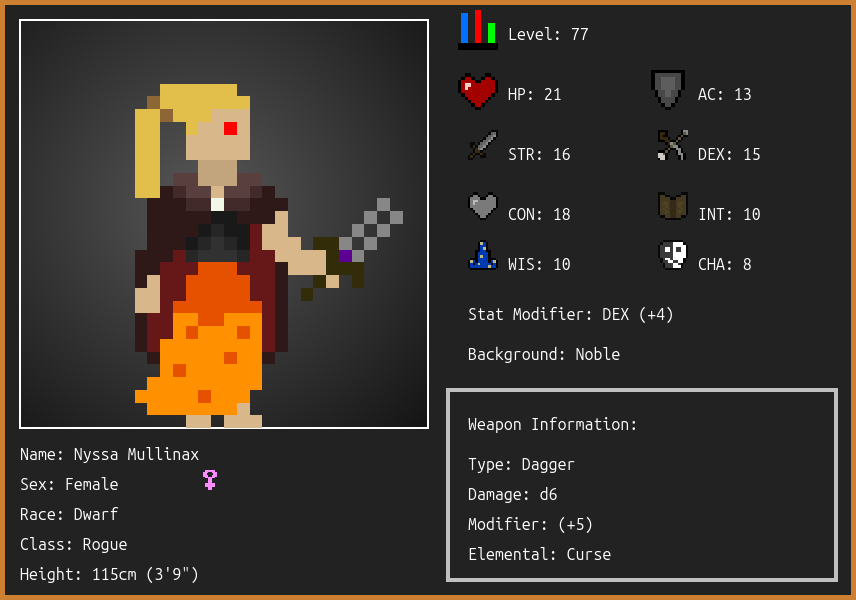 Level: 77
HP: 21
AC: 13
STR: 16
DEX: 15
CON: 18
INT: 10
WIS: 10
CHA: 8
Stat Modifier: DEX (+4)
Background: Noble
Weapon Information:
Type: Dagger
Damage: d6
Modifier: (+5)
Elemental: Curse
Name: Nyssa Mullinax
Sex: Female
Race: Dwarf
Class: Rogue
Height: 115cm (3'9")